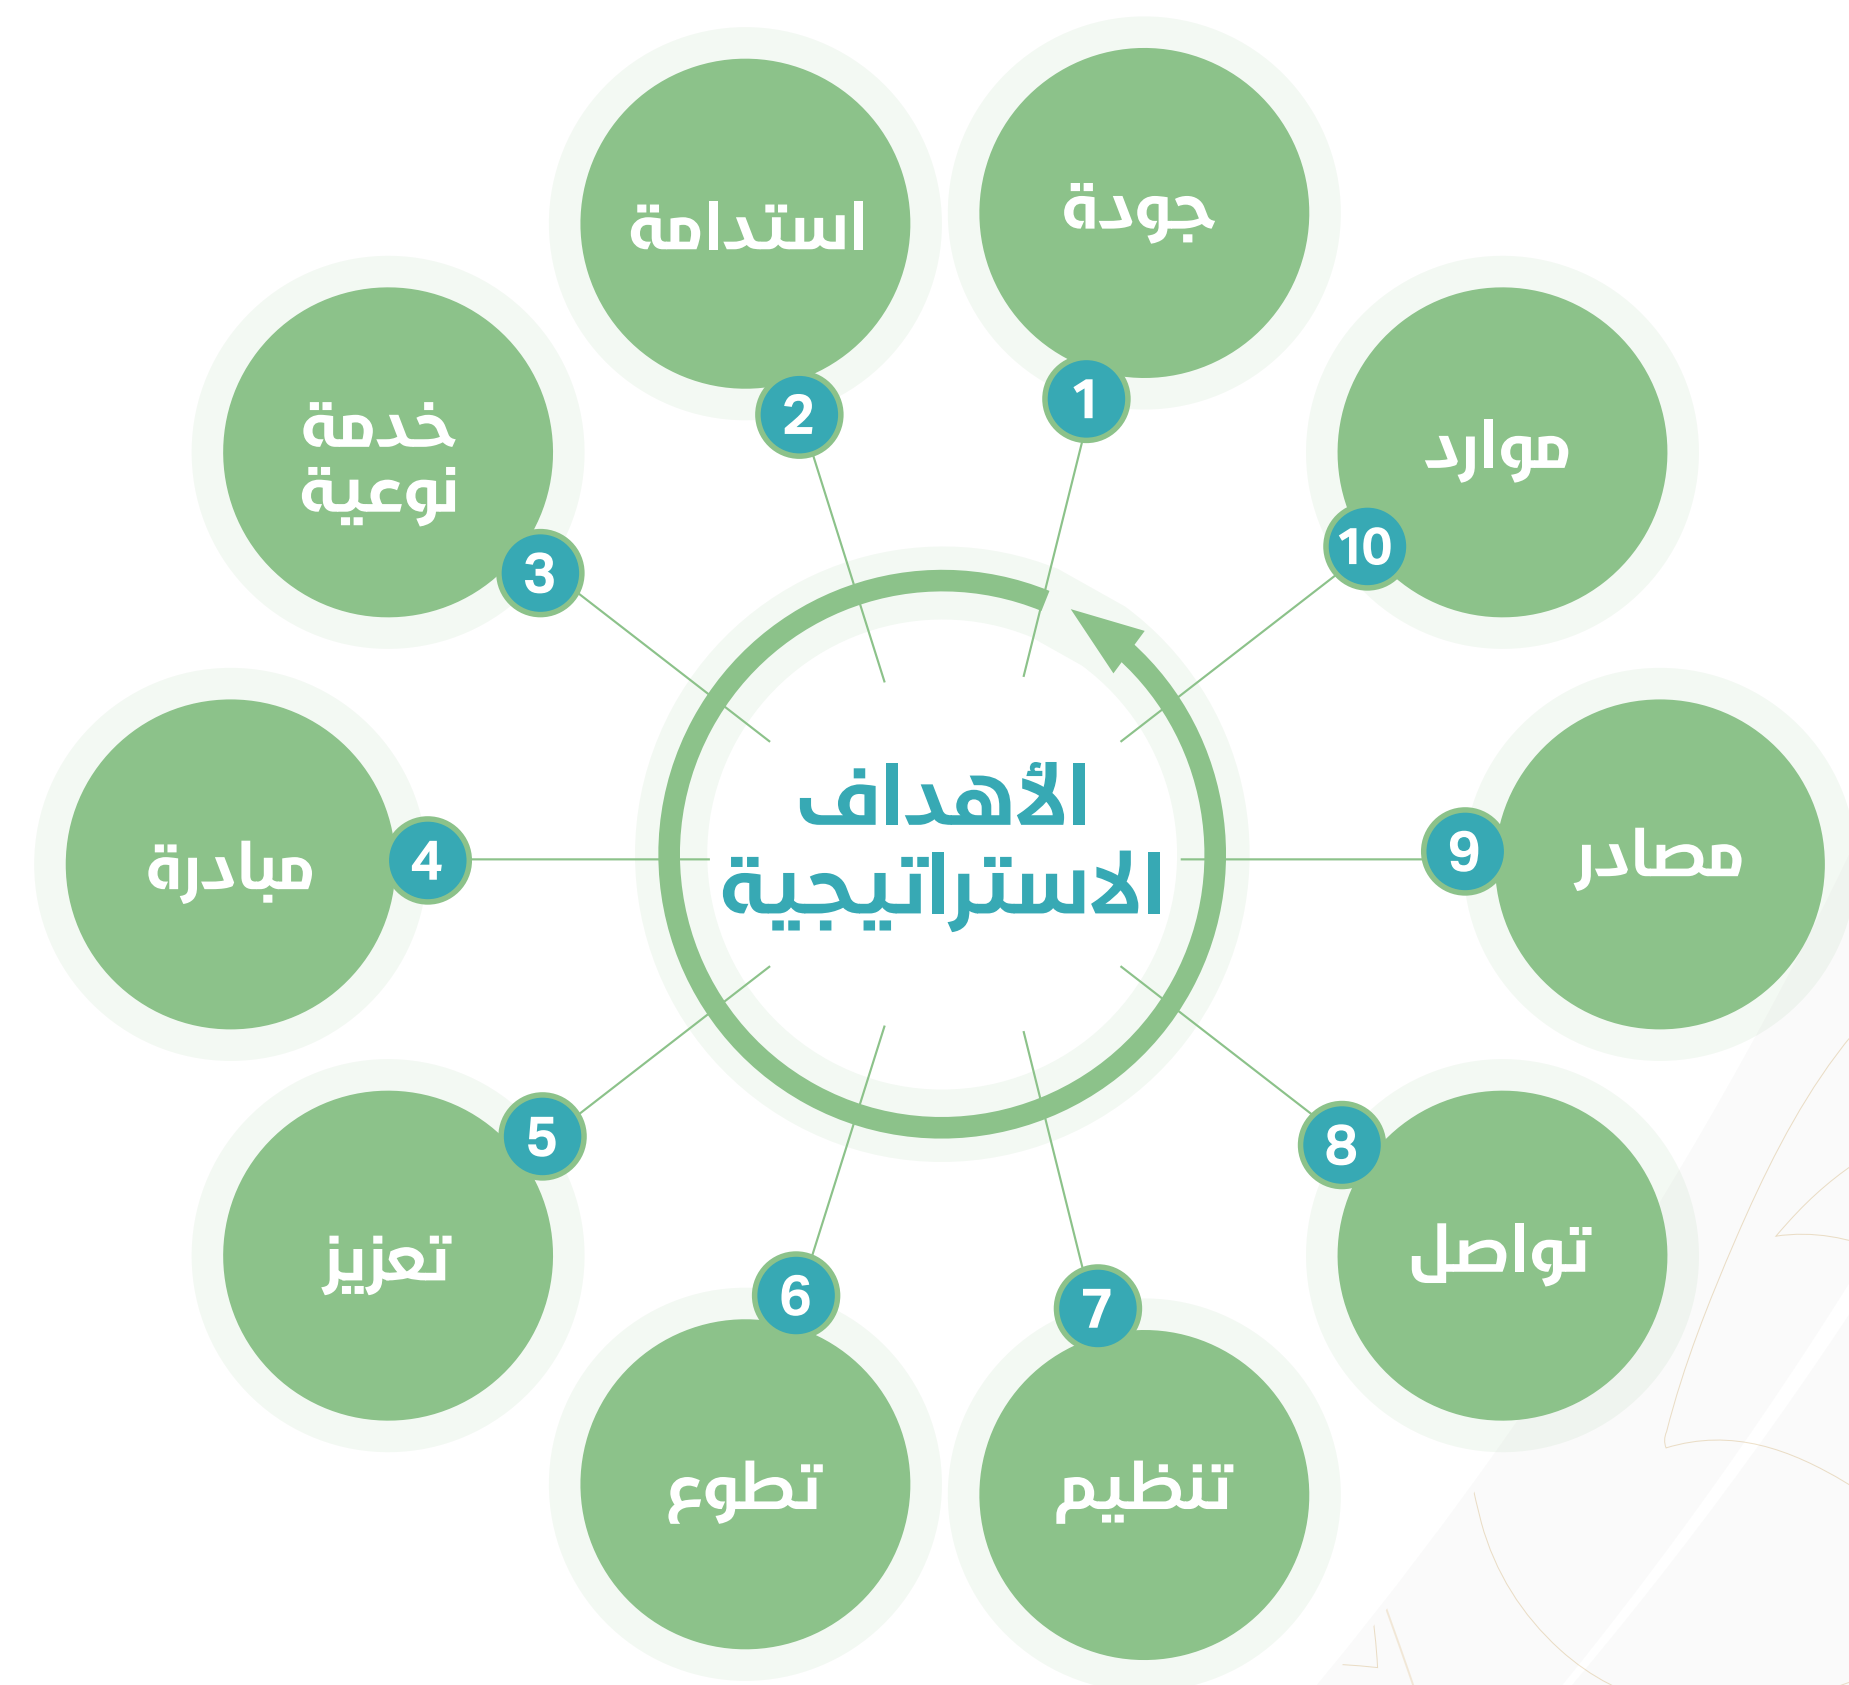 الأهداف
الاستراتيجية
1
جودة
2
استدامة
3
خدمة
نوعية
4
مبادرة
5
تعزيز
6
تطوع
7
تنظيم
8
تواصل
9
مصادر
10
موارد